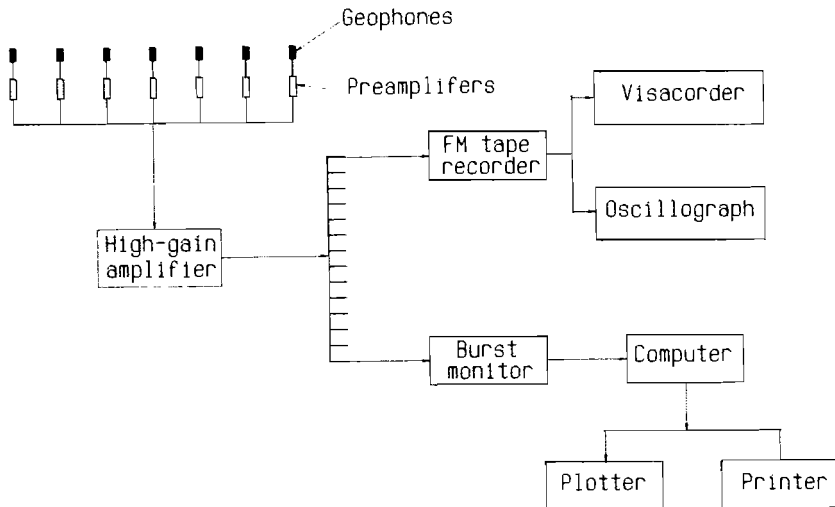 Geophones
Preamplifers
Visacorder
FM tape
recorder
Oscillograph
High-gain
amplifier
Burst
monitor
Computer
Plotter
Printer